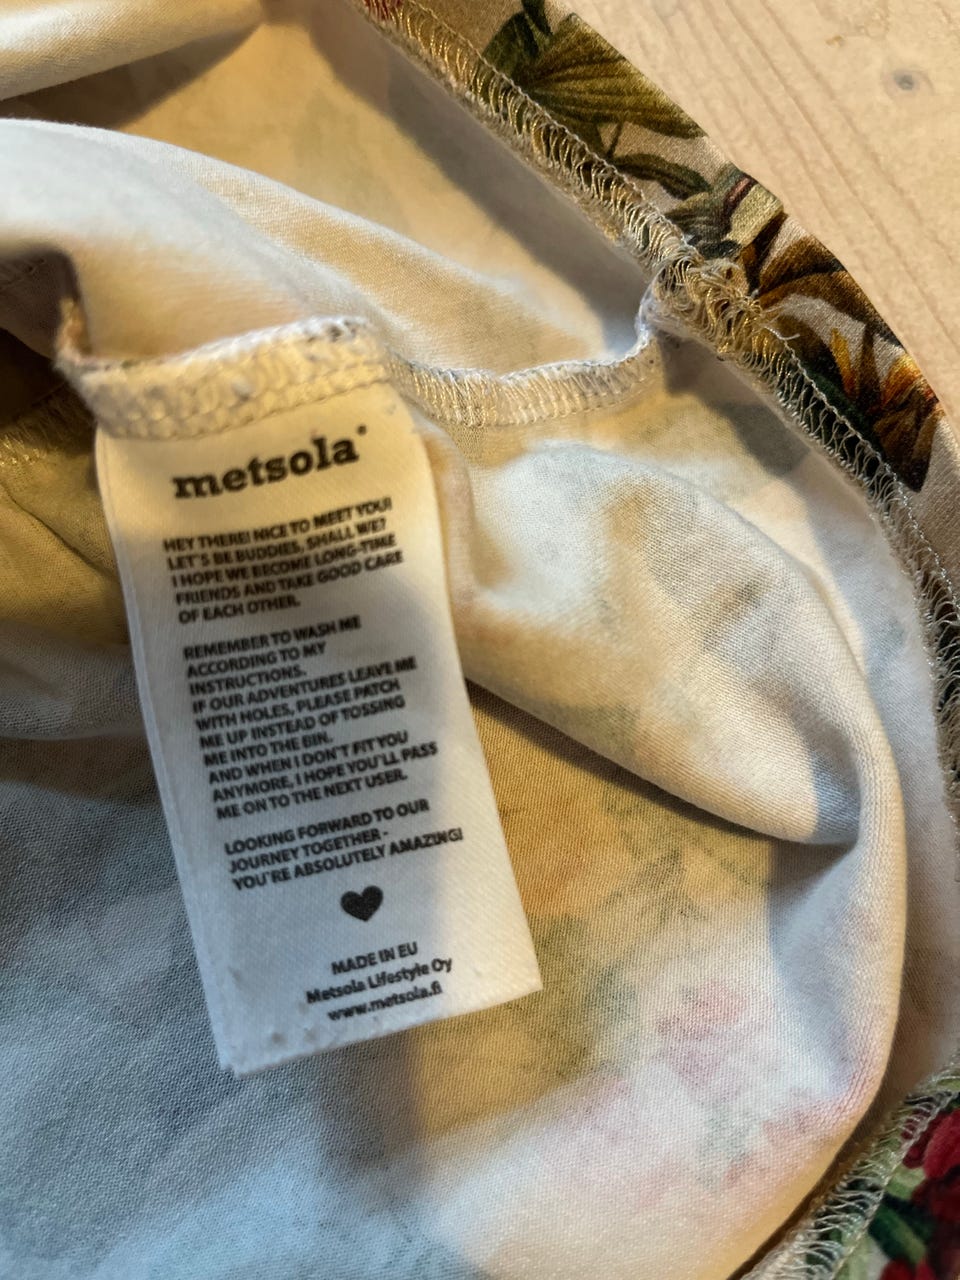 metsola®
HEY THERE! NICE TO MEET YOU!
LET'S BE BUDDIES, SHALL WE?
I HOPE WE BECOME LONG-TIME
FRIENDS AND TAKE GOOD CARE
OF EACH OTHER.
REMEMBER TO WASH ME
ACCORDING TO MY
INSTRUCTIONS.
IF OUR ADVENTURES LEAVE ME
WITH HOLES, PLEASE PATCH
ME UP INSTEAD OF TOSSING
ME INTO THE BIN.
AND WHEN I DON'T FIT YOU
ANYMORE, I HOPE YOU'LL PASS
ME ON TO THE NEXT USER.
LOOKING FORWARD TO OUR
JOURNEY TOGETHER -
YOU'RE ABSOLUTELY AMAZING!
MADE IN EU
Metsola Lifestyle Oy
www.metsola.fi